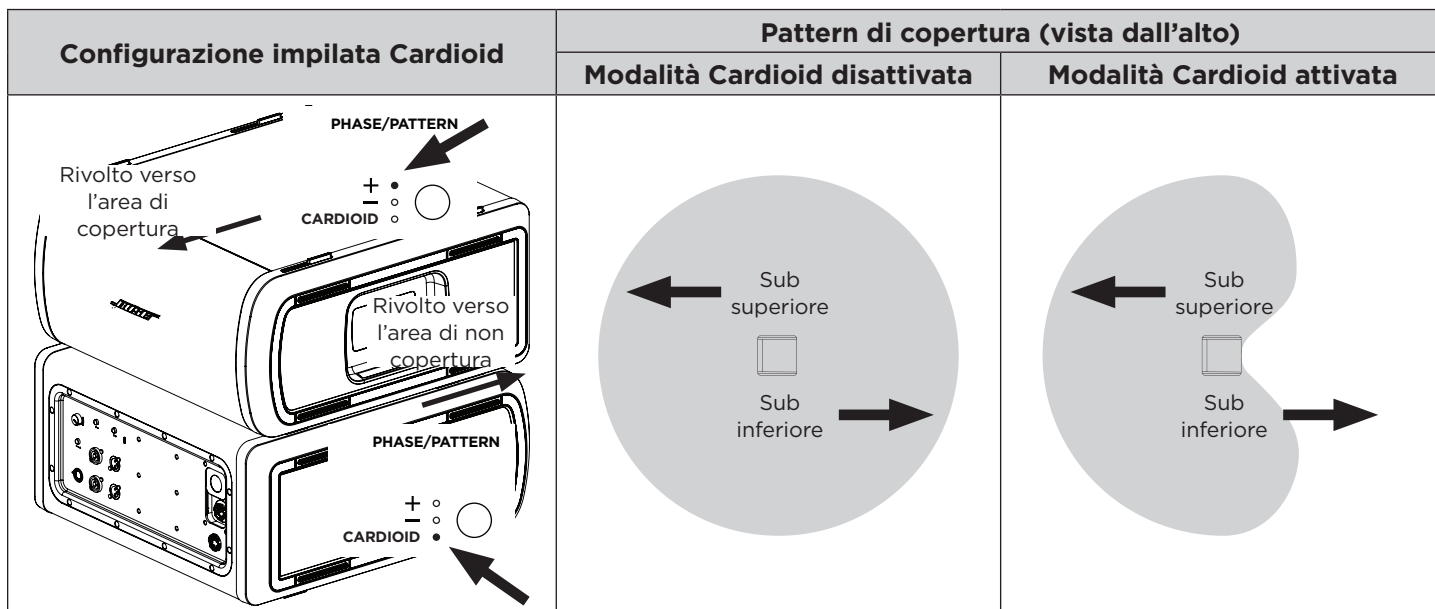 Configurazione impilata Cardioid
Pattern di copertura (vista dall'alto)
Modalità Cardioid disattivata
Modalità Cardioid attivata
PHASE/PATTERN
+
−
CARDIOID
Rivolto verso
l'area di
copertura
BOSE
Rivolto verso
l'area di non
copertura
PHASE/PATTERN
+
−
CARDIOID
Sub
superiore
Sub
inferiore
Sub
superiore
Sub
inferiore